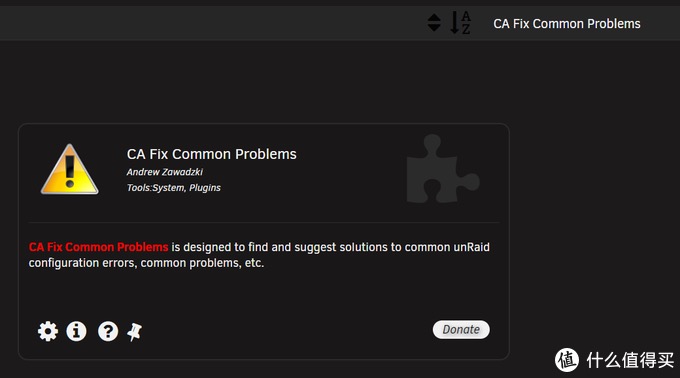 CA Fix Common Problems
CA Fix Common Problems
Andrew Zawadzki
Tools:System, Plugins
CA Fix Common Problems is designed to find and suggest solutions to common unRaid
configuration errors, common problems, etc.
Donate
值 什么值得买